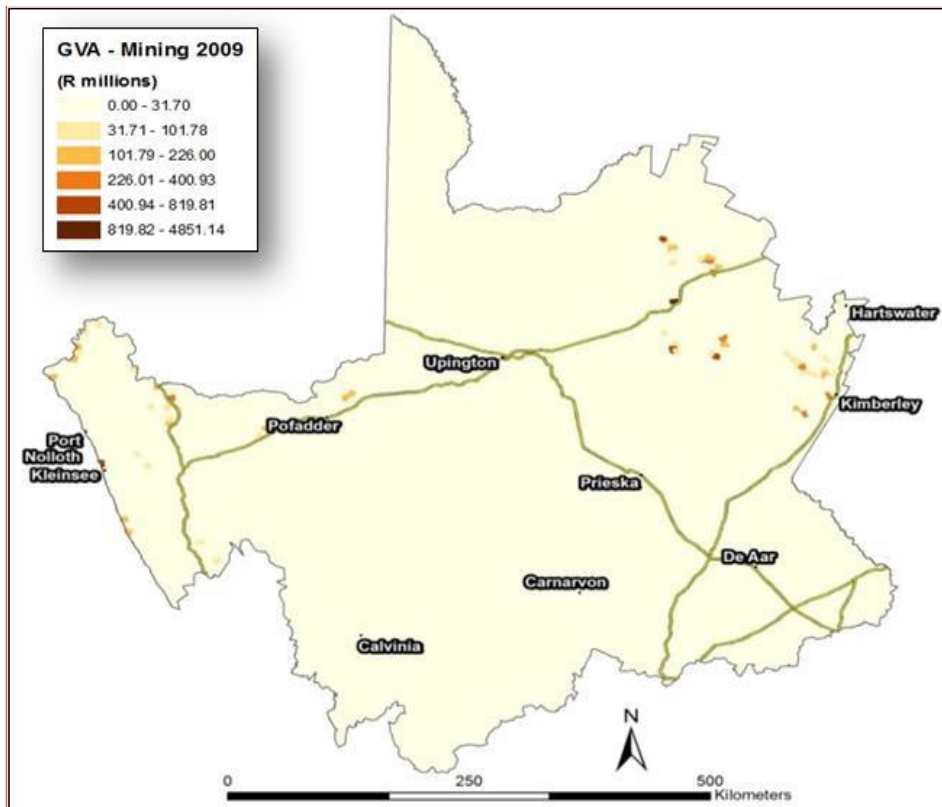 GVA - Mining 2009
(R millions)
0.00 - 31.70
31.71 - 101.78
101.79 - 226.00
226.01 - 400.93
400.94 - 819.81
819.82 - 4851.14
Hartswater
Upington
Kimberley
Pofadder
Port
Nolloth
Kleinsee
Prieska
De Aar
Carnarvon
Calvinia
N
0 250 500
Kilometers